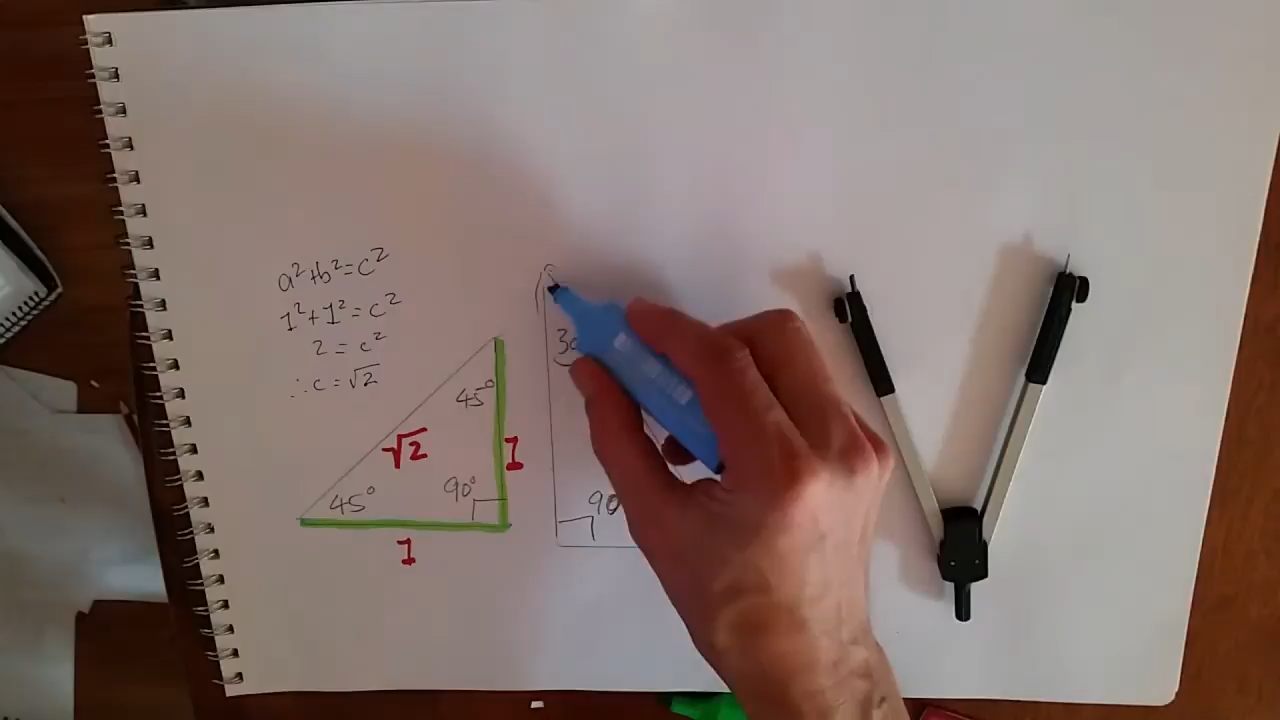 a²+b²=c²
1²+1²=c²
2=c²
∴c=√2
45°
√2
1
45°
90°
1
90